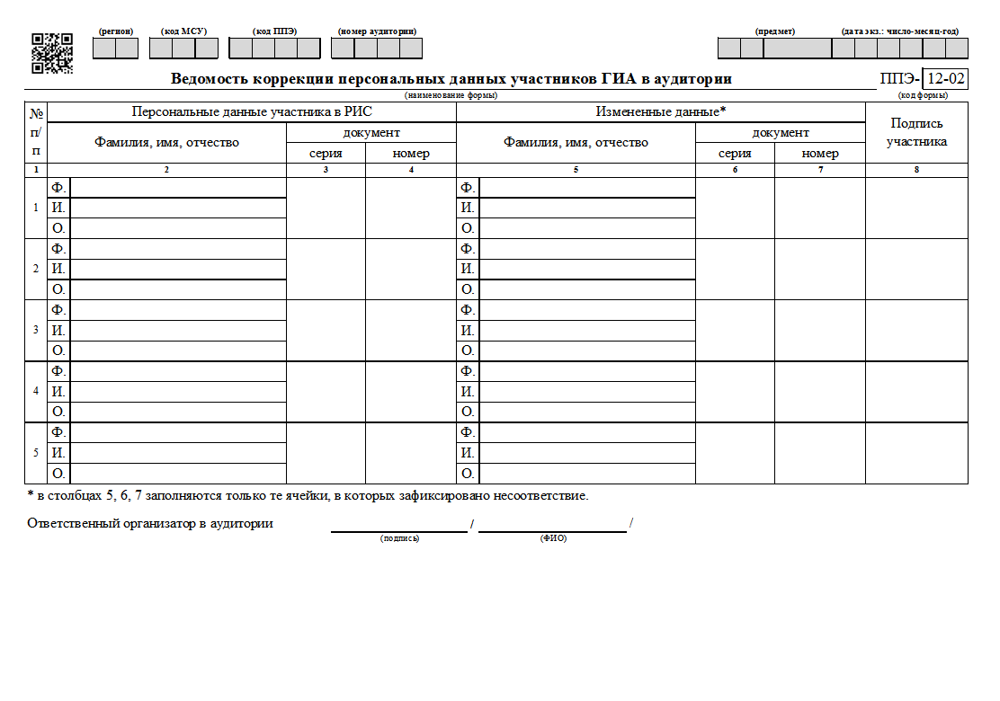 (регион) (код МСУ) (код ППЭ) (номер аудитории) (предмет) (дата экз.: число-месяц-год)
Ведомость коррекции персональных данных участников ГИА в аудитории ППЭ- 12-02
(наименование формы) (код формы)
№ п/п Персональные данные участника в РИС Измененные данные* Подпись участника
Фамилия, имя, отчество документ Фамилия, имя, отчество документ
серия номер серия номер
1 2 3 4 5 6 7 8
Ф. Ф.
1 И. И.
О. О.
Ф. Ф.
2 И. И.
О. О.
Ф. Ф.
3 И. И.
О. О.
Ф. Ф.
4 И. И.
О. О.
Ф. Ф.
5 И. И.
О. О.
* в столбцах 5, 6, 7 заполняются только те ячейки, в которых зафиксировано несоответствие.
Ответственный организатор в аудитории / /
(подпись) (ФИО)